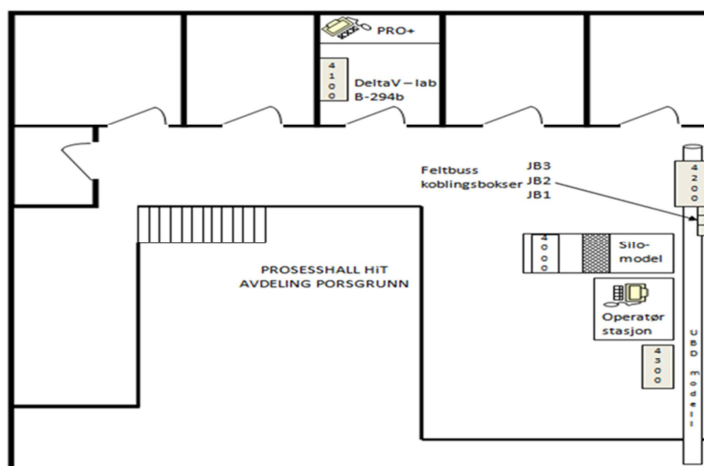 PRO+
4100
DeltaV – lab
B-294b
Feltbuss
koblingsbokser
JB3
JB2
JB1
4200
4000
Silo-
model
PROSESSHALL HiT
AVDELING PORSGRUNN
Operatør
stasjon
4300
UBD modell